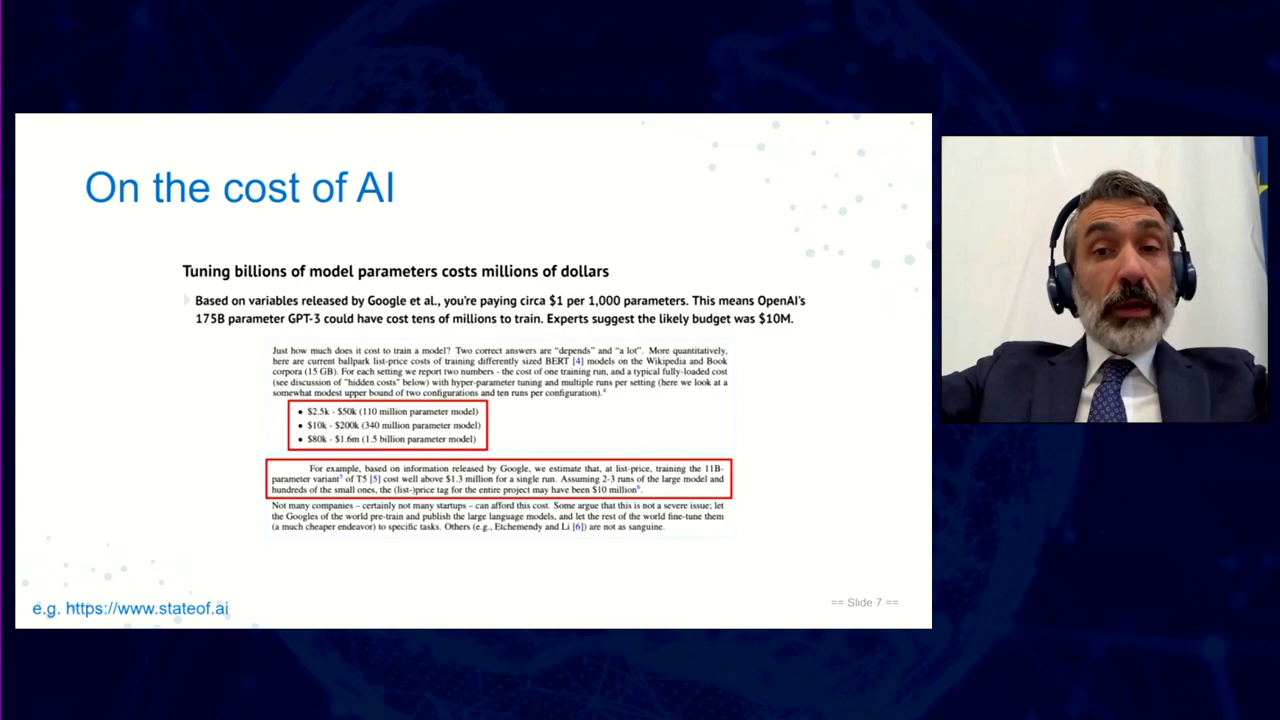 On the cost of AI
Tuning billions of model parameters costs millions of dollars
Based on variables released by Google et al., you're paying circa $1 per 1,000 parameters. This means OpenAI's
175B parameter GPT-3 could have cost tens of millions to train. Experts suggest the likely budget was $10M.
Just how much does it cost to train a model? Two correct answers are “depends” and “a lot”. More quantitatively,
here are current ballpark list-price costs of training differently sized BERT [4] models on the Wikipedia and Book
corpora (15 GB). For each setting we report two numbers - the cost of one training run, and a typical fully-loaded cost
(see discussion of "hidden costs" below) with hyper-parameter tuning and multiple runs per setting (here we look at a
somewhat modest upper bound of two configurations and ten runs per configuration).4
• $2.5k - $50k (110 million parameter model)
• $10k - $200k (340 million parameter model)
• $80k - $1.6m (1.5 billion parameter model)
For example, based on information released by Google, we estimate that, at list-price, training the 11B-
parameter variant5 of T5 [5] cost well above $1.3 million for a single run. Assuming 2-3 runs of the large model and
hundreds of the small ones, the (list-)price tag for the entire project may have been $10 million6.
Not many companies – certainly not many startups – can afford this cost. Some argue that this is not a severe issue; let
the Googles of the world pre-train and publish the large language models, and let the rest of the world fine-tune them
(a much cheaper endeavor) to specific tasks. Others (e.g., Etchemendy and Li [6]) are not as sanguine.
e.g. https://www.stateof.ai
== Slide 7 ==